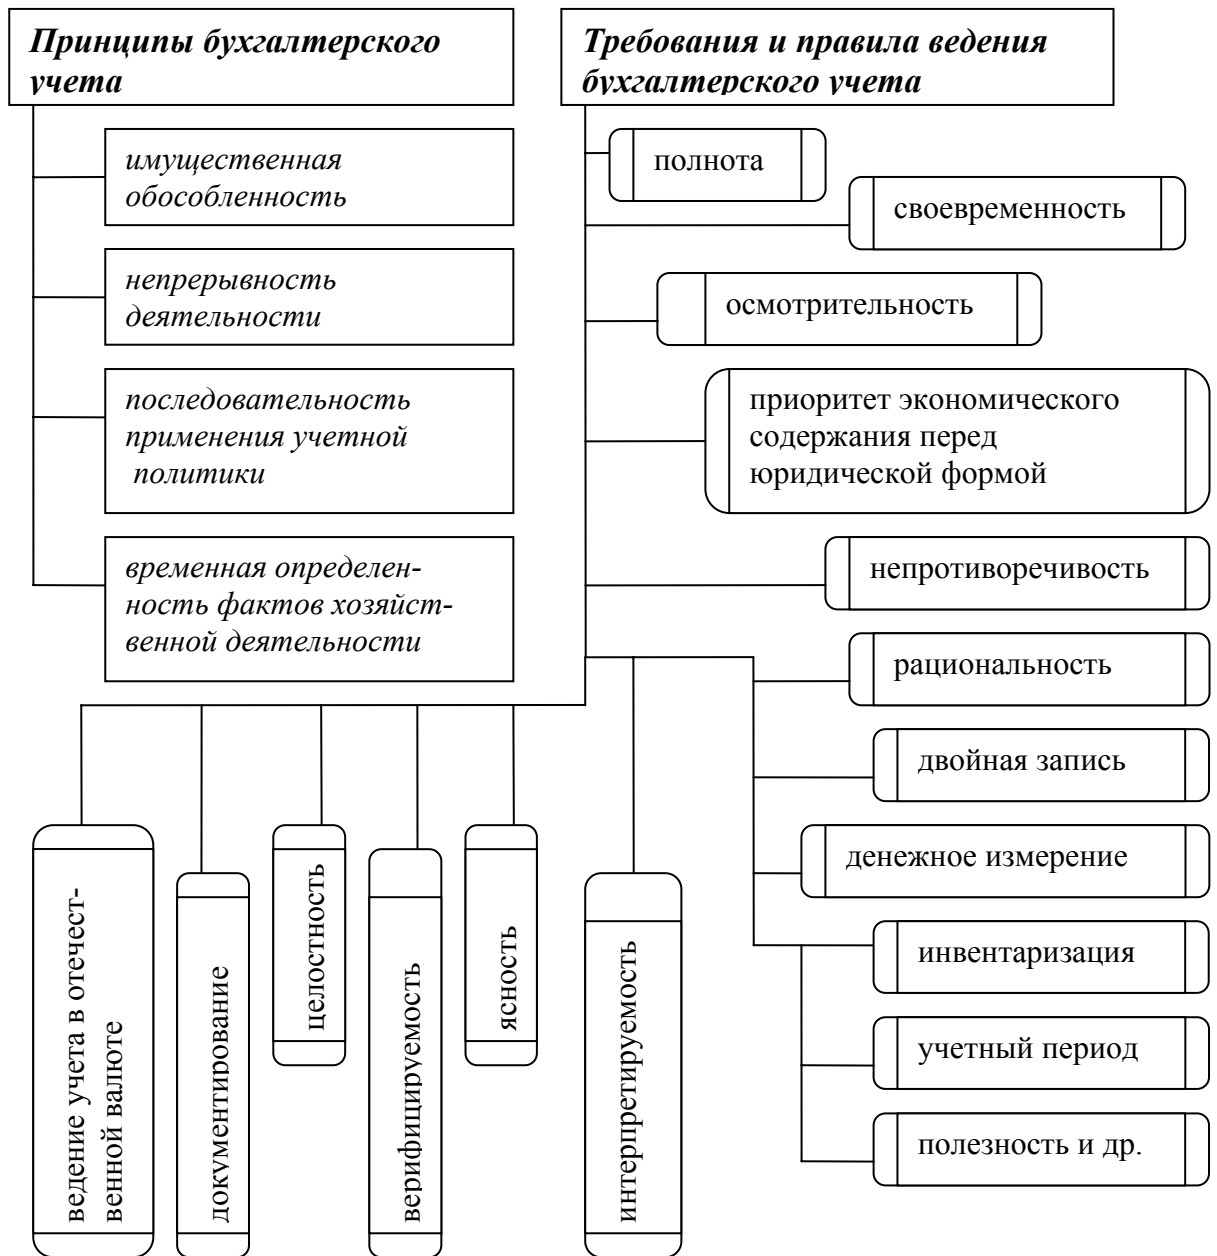 Принципы бухгалтерского
учета
имущественная
обособленность
непрерывность
деятельности
последовательность
применения учетной
политики
временная определен-
ность фактов хозяйст-
венной деятельности
Требования и правила ведения
бухгалтерского учета
полнота
своевременность
осмотрительность
приоритет экономического
содержания перед
юридической формой
непротиворечивость
рациональность
двойная запись
денежное измерение
инвентаризация
учетный период
полезность и др.
ведение учета в отечест-
венной валюте
документирование
целостность
верифицируемость
ясность
интерпретируемость